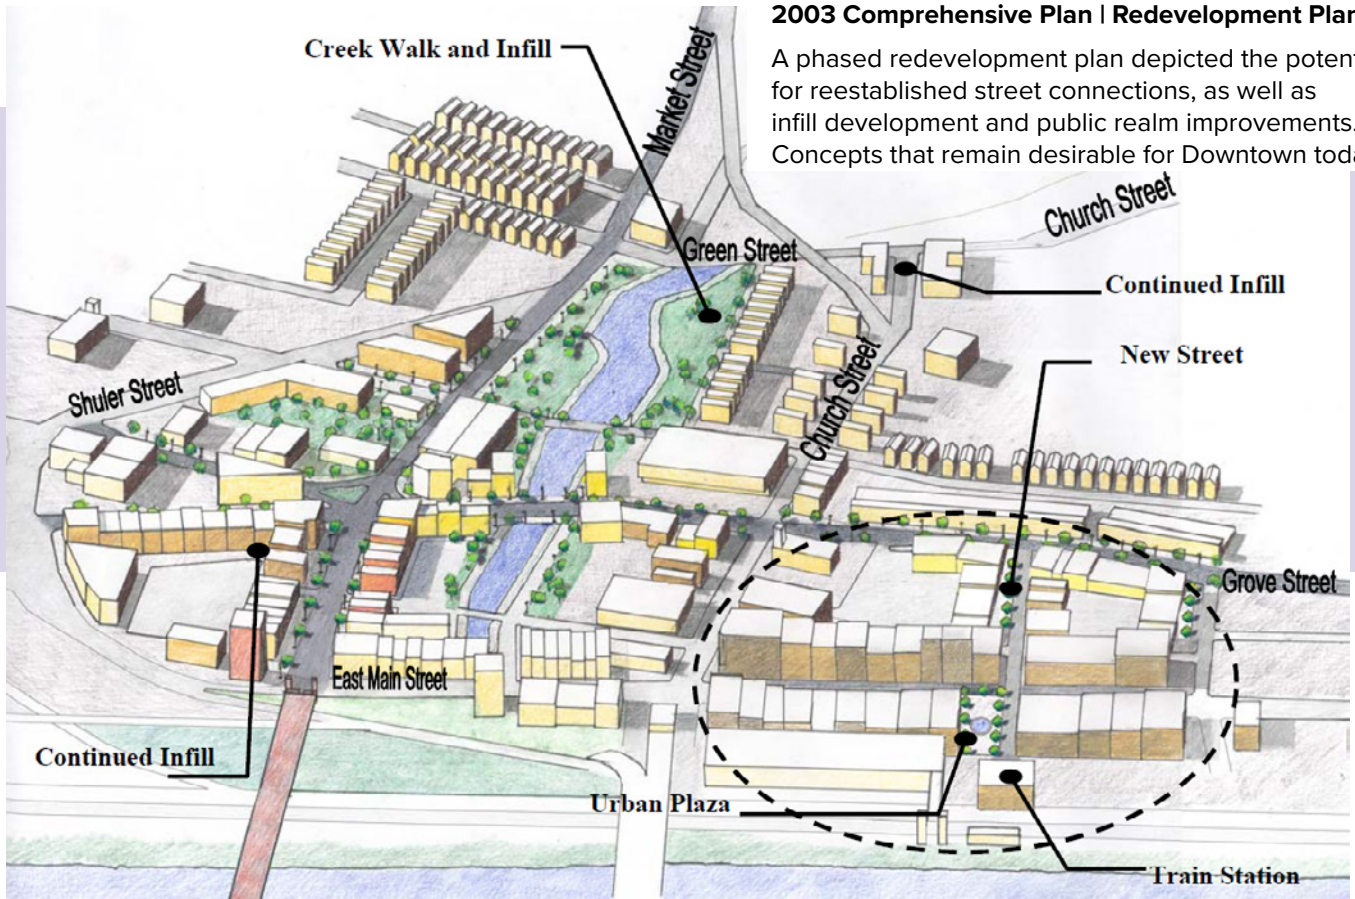 2003 Comprehensive Plan | Redevelopment Plan
A phased redevelopment plan depicted the potent
for reestablished street connections, as well as
infill development and public realm improvements.
Concepts that remain desirable for Downtown toda
Creek Walk and Infill
Market Street
Church Street
Green Street
Continued Infill
New Street
Shuler Street
Church Street
Grove Street
East Main Street
Continued Infill
Urban Plaza
Train Station